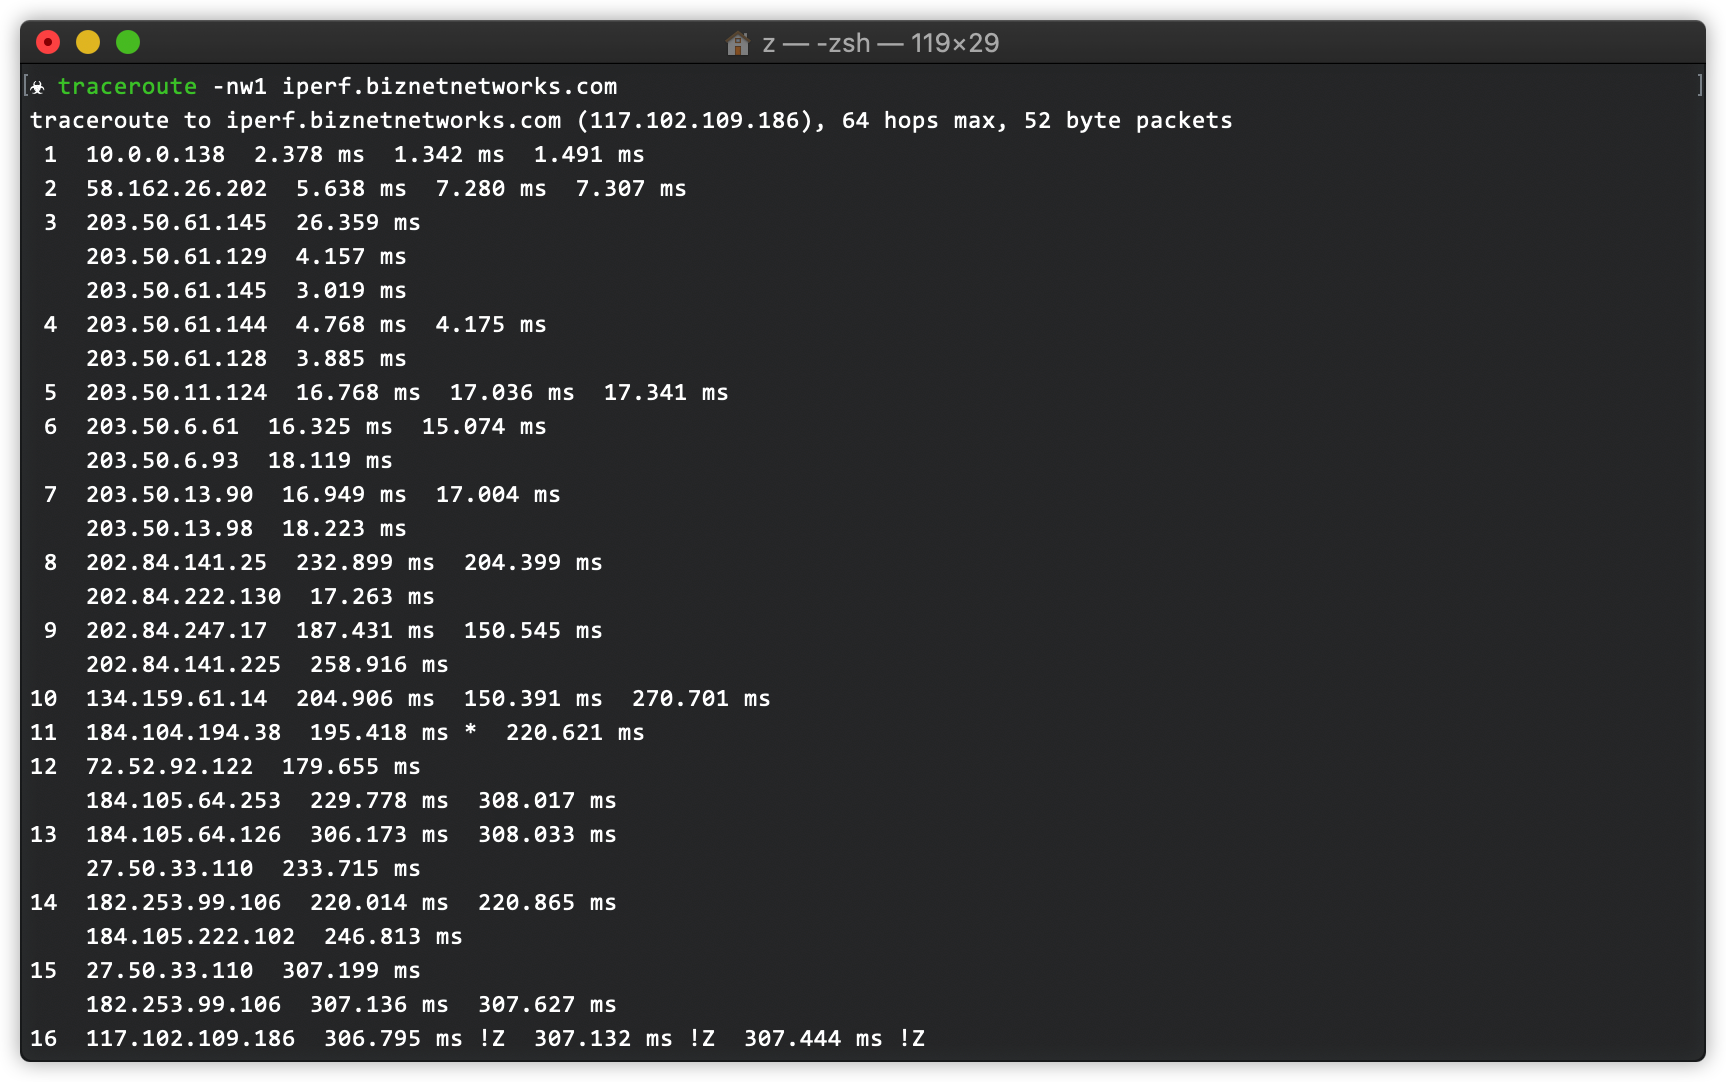 z — -zsh — 119×29
[☣ traceroute -nw1 iperf.biznetnetworks.com ]
traceroute to iperf.biznetnetworks.com (117.102.109.186), 64 hops max, 52 byte packets
 1  10.0.0.138  2.378 ms  1.342 ms  1.491 ms
 2  58.162.26.202  5.638 ms  7.280 ms  7.307 ms
 3  203.50.61.145  26.359 ms
    203.50.61.129  4.157 ms
    203.50.61.145  3.019 ms
 4  203.50.61.144  4.768 ms  4.175 ms
    203.50.61.128  3.885 ms
 5  203.50.11.124  16.768 ms  17.036 ms  17.341 ms
 6  203.50.6.61  16.325 ms  15.074 ms
    203.50.6.93  18.119 ms
 7  203.50.13.90  16.949 ms  17.004 ms
    203.50.13.98  18.223 ms
 8  202.84.141.25  232.899 ms  204.399 ms
    202.84.222.130  17.263 ms
 9  202.84.247.17  187.431 ms  150.545 ms
    202.84.141.225  258.916 ms
10  134.159.61.14  204.906 ms  150.391 ms  270.701 ms
11  184.104.194.38  195.418 ms *  220.621 ms
12  72.52.92.122  179.655 ms
    184.105.64.253  229.778 ms  308.017 ms
13  184.105.64.126  306.173 ms  308.033 ms
    27.50.33.110  233.715 ms
14  182.253.99.106  220.014 ms  220.865 ms
    184.105.222.102  246.813 ms
15  27.50.33.110  307.199 ms
    182.253.99.106  307.136 ms  307.627 ms
16  117.102.109.186  306.795 ms !Z  307.132 ms !Z  307.444 ms !Z